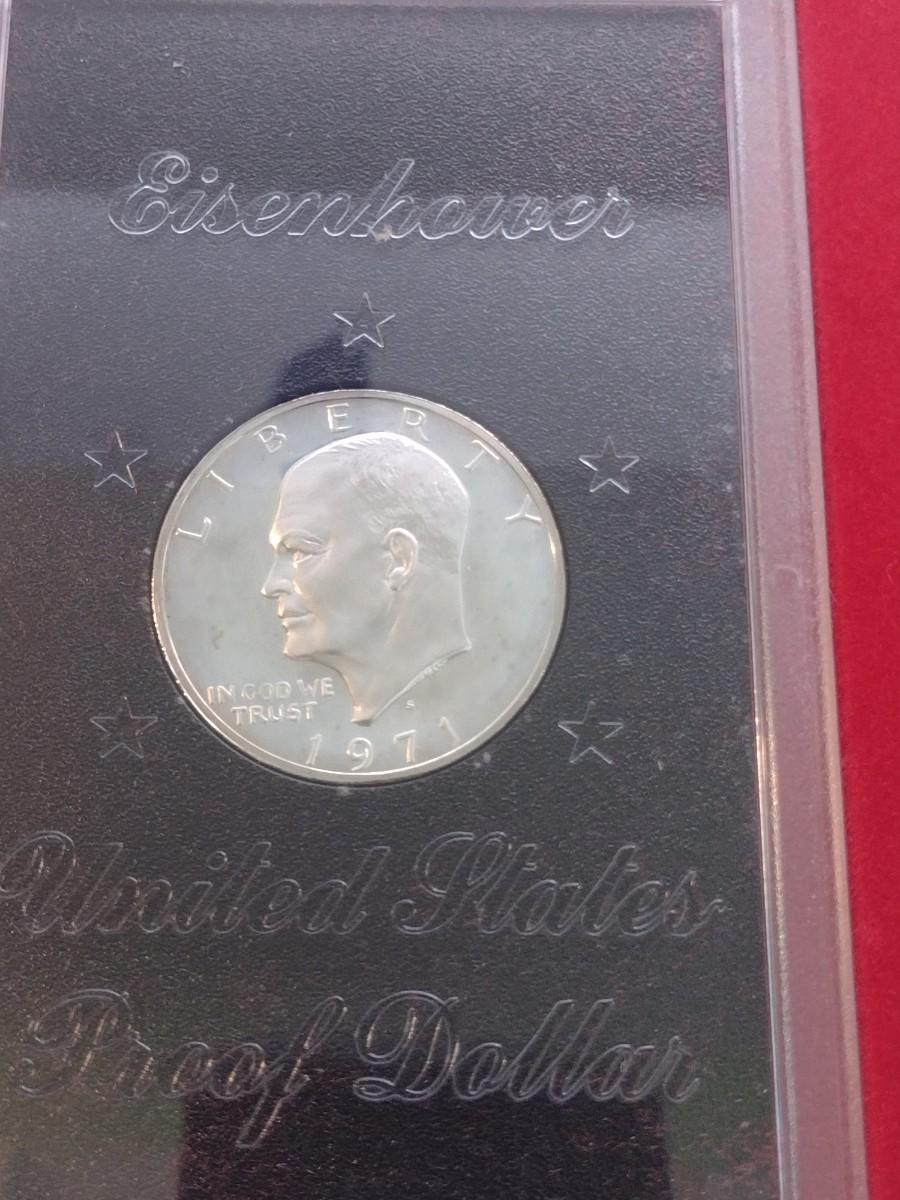 Eisenhower
LIBERTY
IN GOD WE
TRUST
S
1971
United States
Proof Dollar